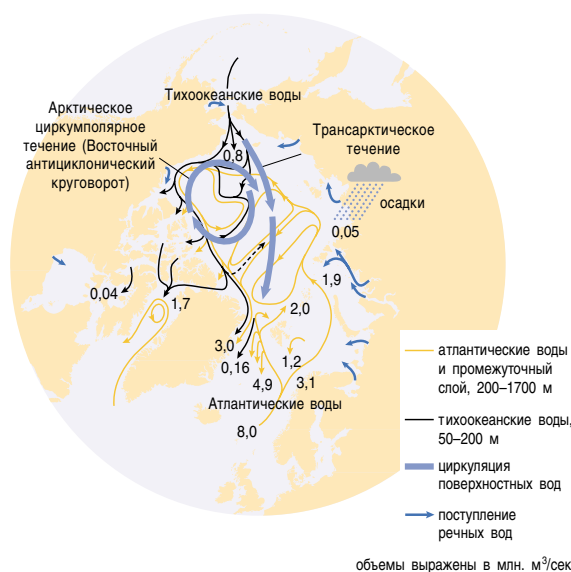 Тихоокеанские воды
Арктическое
циркумполярное
течение (Восточный
антициклонический
круговорот)
Трансарктическое
течение
0,8
осадки
0,05
0,04
1,7
1,9
2,0
3,0
0,16
1,2
4,9
3,1
Атлантические воды
8,0
атлантические воды
и промежуточный
слой, 200–1700 м
тихоокеанские воды,
50–200 м
циркуляция
поверхностных вод
поступление
речных вод
объемы выражены в млн. м³/сек